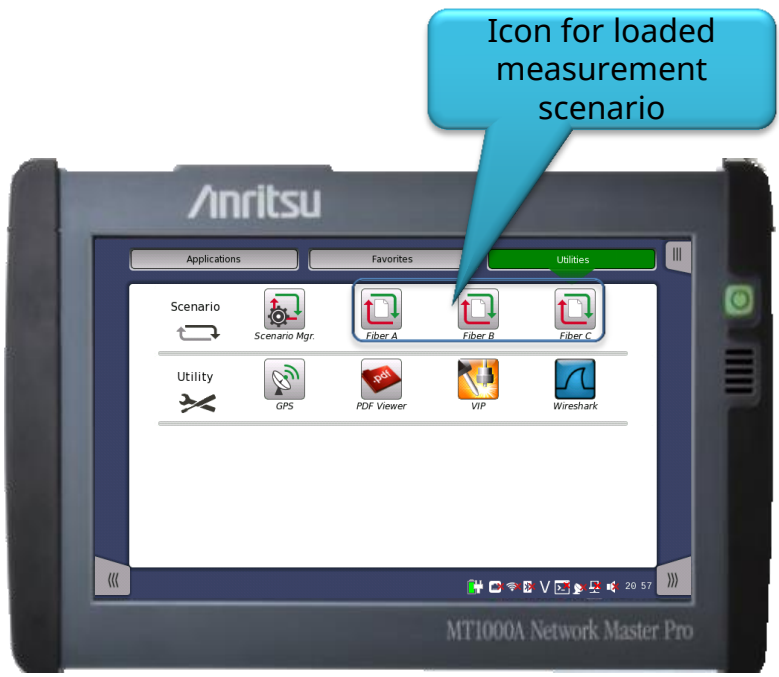 Icon for loaded
measurement
scenario
Anritsu
Applications Favorites Utilities
Scenario
Scenario Mgr. Fiber A Fiber B Fiber C
Utility
.pdf
GPS PDF Viewer VIP Wireshark
20 57
MT1000A Network Master Pro